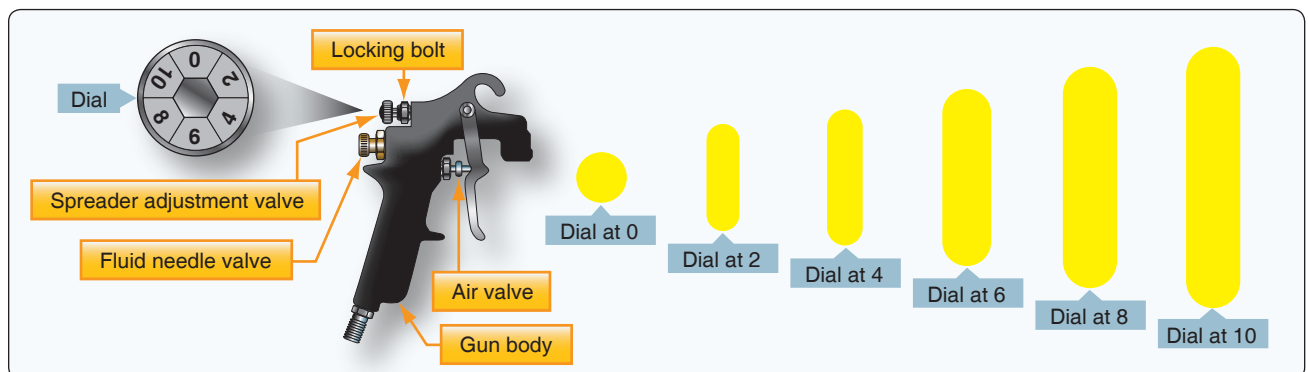 Locking bolt
0
2
4
6
8
10
Dial
Spreader adjustment valve
Fluid needle valve
Air valve
Gun body
Dial at 0
Dial at 2
Dial at 4
Dial at 6
Dial at 8
Dial at 10